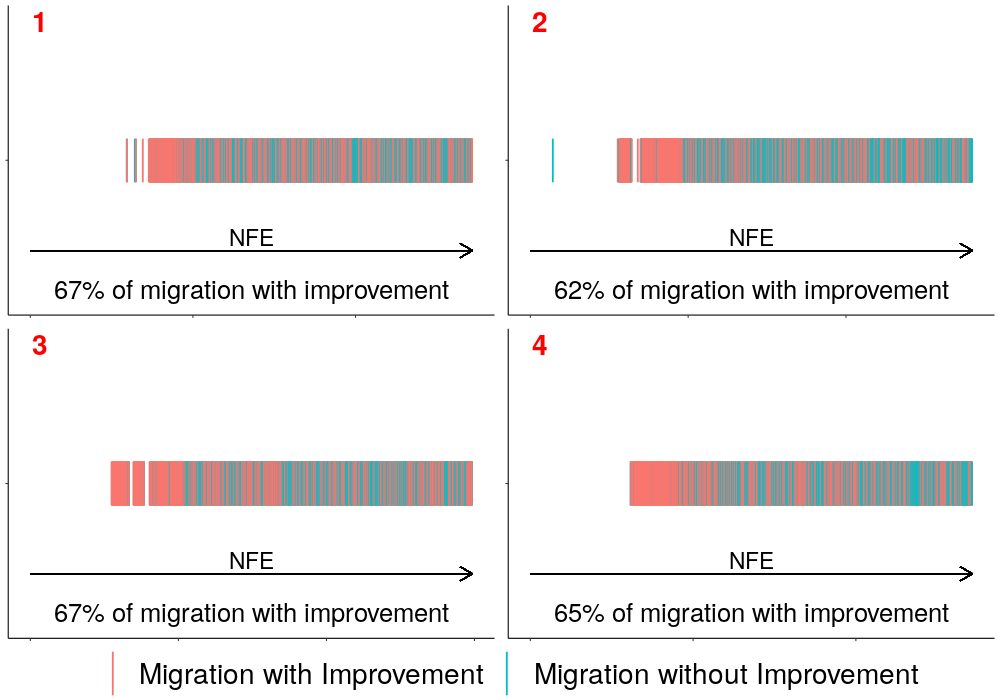 1
NFE
67% of migration with improvement
2
NFE
62% of migration with improvement
3
NFE
67% of migration with improvement
4
NFE
65% of migration with improvement
Migration with Improvement
Migration without Improvement